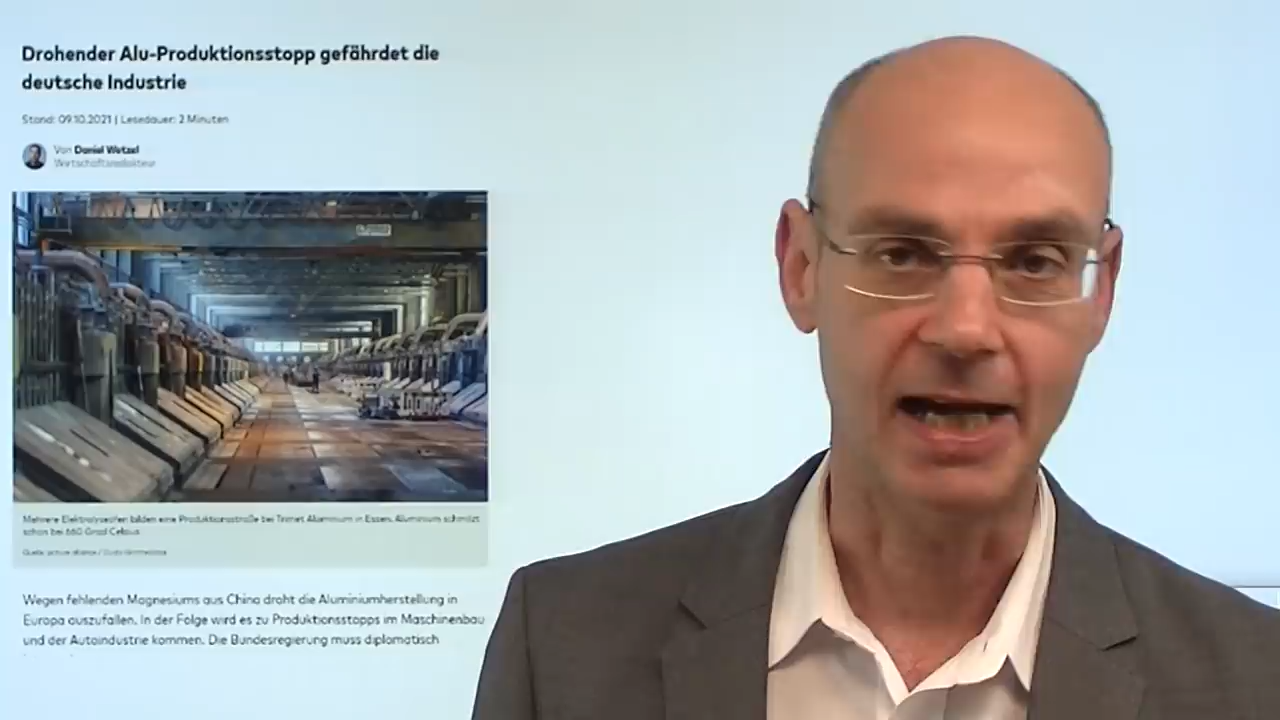 Drohender Alu-Produktionsstopp gefährdet die
deutsche Industrie
Stand: 09.10.2021 | Lesedauer: 2 Minuten
Von Daniel Wetzel
Wirtschaftsredakteur
Mehrere Elektrolyseöfen bilden eine Produktionsstraße bei Trimet Aluminium in Essen. Aluminium schmilzt
schon bei 660 Grad Celsius
Quelle: picture alliance /
Wegen fehlenden Magnesiums aus China droht die Aluminiumherstellung in
Europa auszufallen. In der Folge wird es zu Produktionsstopps im Maschinenbau
und der Autoindustrie kommen. Die Bundesregierung muss diplomatisch